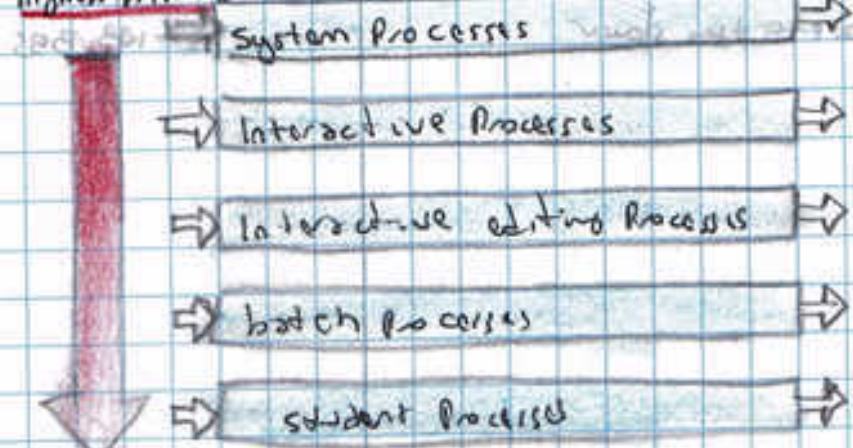 System Processes
Interactive Processes
Interactive editing Processes
batch Processes
student Processes